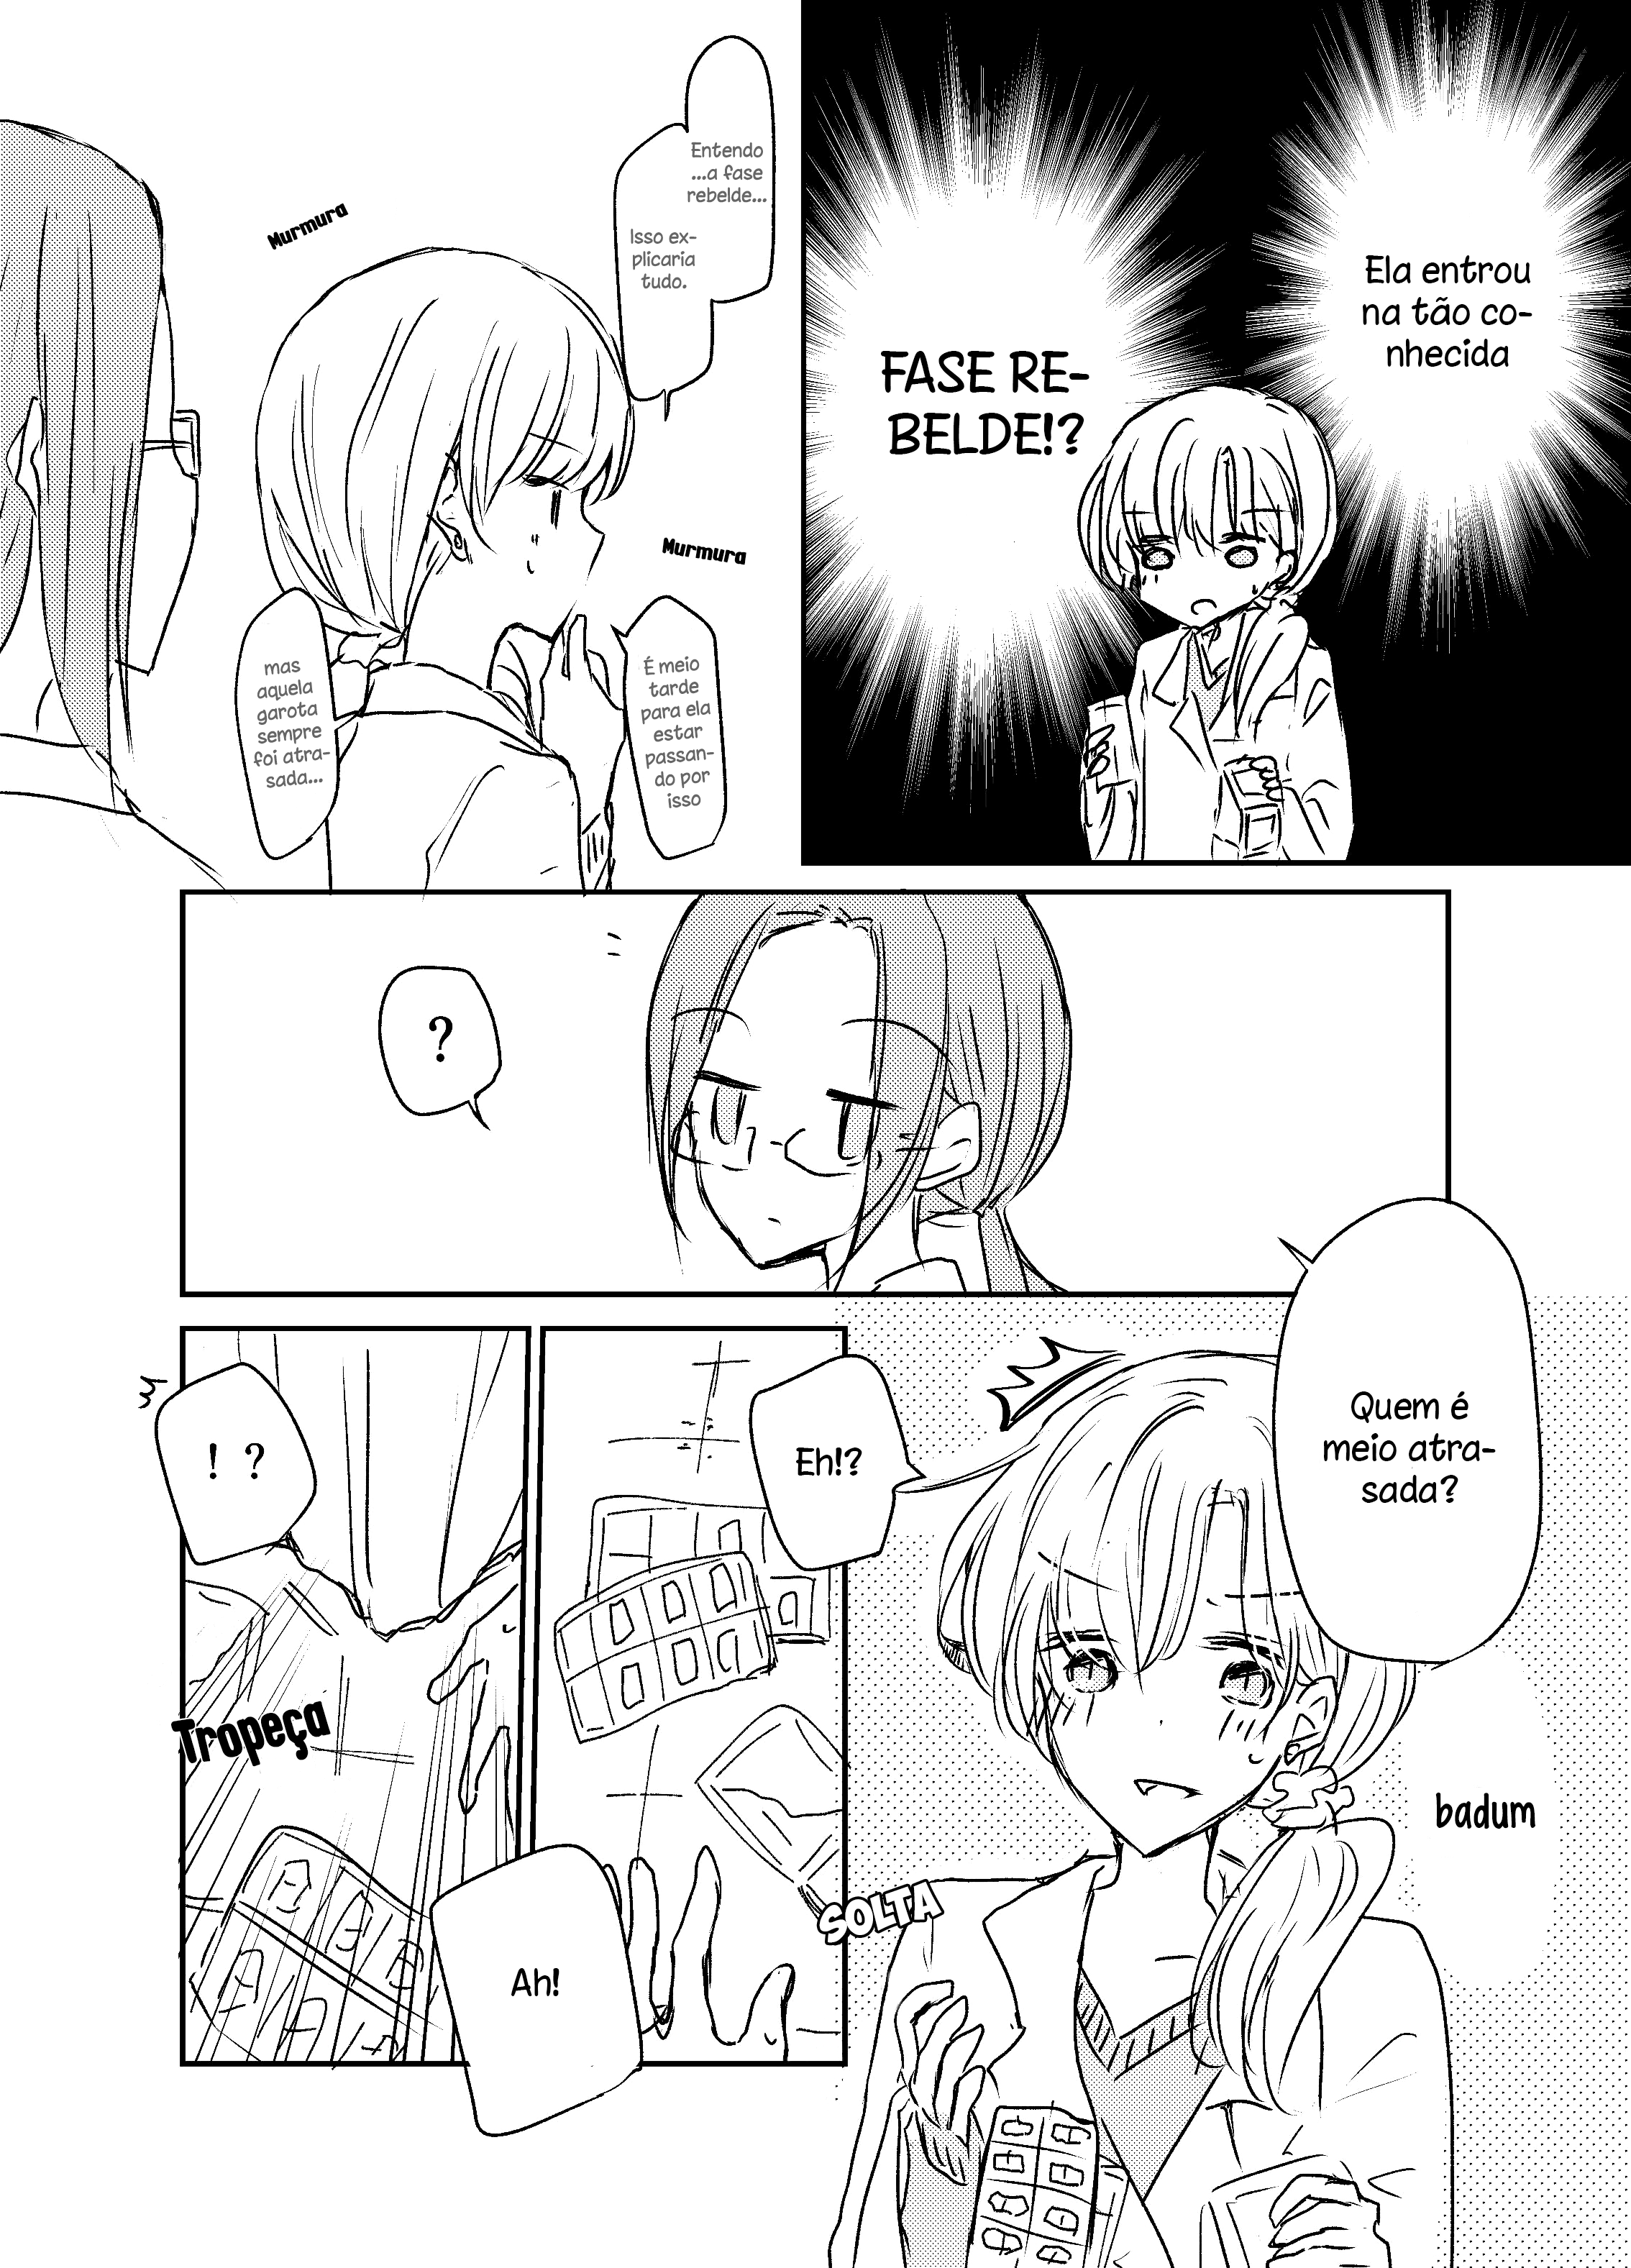 Ela entrou
na tão co-
nhecida
FASE RE-
BELDE!?
Entendo
...a fase
rebelde...
Isso ex-
plicaria
tudo.
Murmura
Murmura
É meio
tarde
para ela
estar
passan-
do por
isso
mas
aquela
garota
sempre
foi atra-
sada...
?
Quem é
meio atra-
sada?
Eh!?
badum
SOLTA
Ah!
! ?
Tropeça